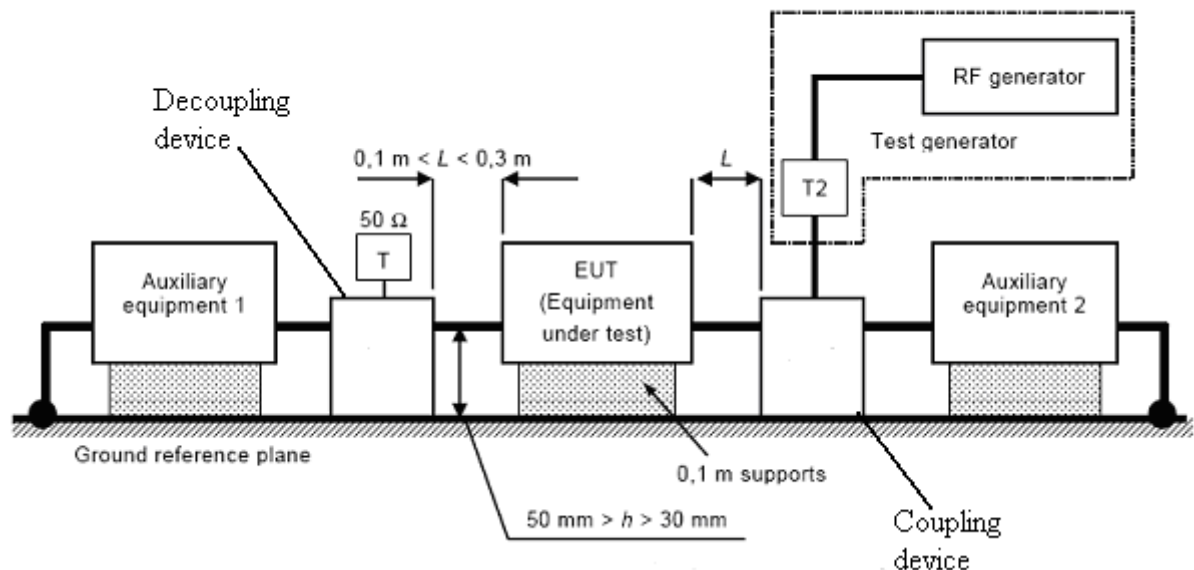 RF generator
Decoupling
device
Test generator
0,1 m < L < 0,3 m
L
T2
50 Ω
T
Auxiliary
equipment 1
EUT
(Equipment
under test)
Auxiliary
equipment 2
Ground reference plane
0,1 m supports
50 mm > h > 30 mm
Coupling
device